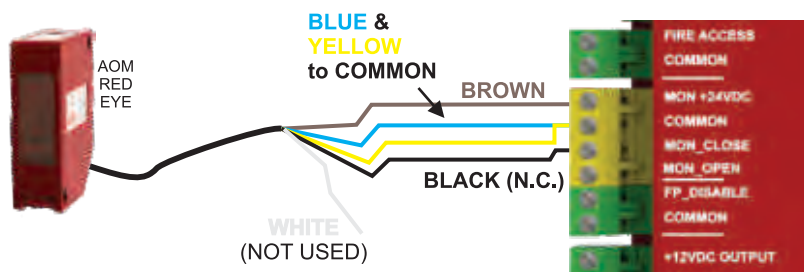 BLUE &
YELLOW
to COMMON
AOM
RED
EYE
BROWN
BLACK (N.C.)
WHITE
(NOT USED)
FIRE ACCESS
COMMON
MON +24VDC
COMMON
MON_CLOSE
MON_OPEN
FP_DISABLE
COMMON
+12VDC OUTPUT